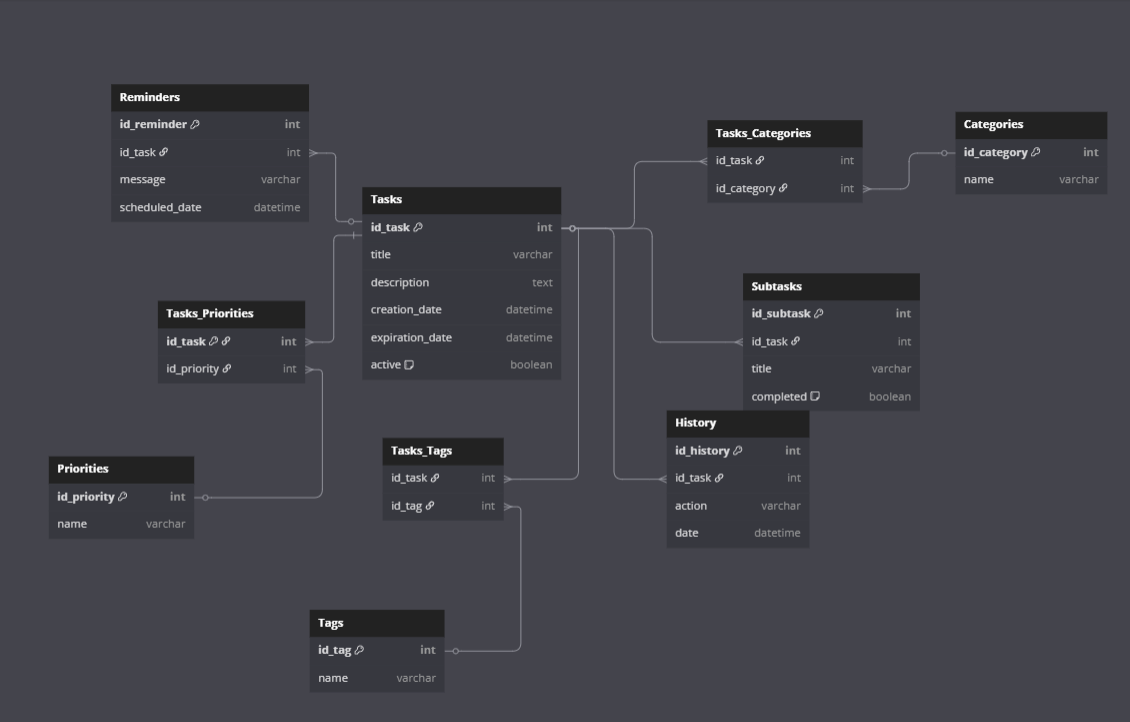 Reminders
id_reminder int
id_task int
message varchar
scheduled_date datetime
Tasks
id_task int
title varchar
description text
creation_date datetime
expiration_date datetime
active boolean
Tasks_Categories
id_task int
id_category int
Categories
id_category int
name varchar
Tasks_Priorities
id_task int
id_priority int
Subtasks
id_subtask int
id_task int
title varchar
completed boolean
History
id_history int
id_task int
action varchar
date datetime
Tasks_Tags
id_task int
id_tag int
Priorities
id_priority int
name varchar
Tags
id_tag int
name varchar